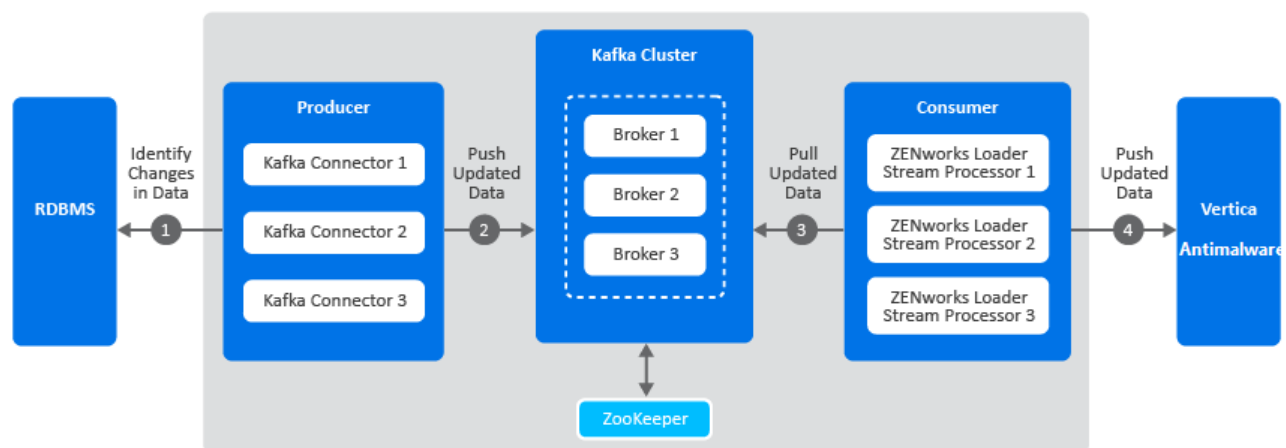 RDBMS
Identify
Changes
in Data
1
Producer
Kafka Connector 1
Kafka Connector 2
Kafka Connector 3
Push
Updated
Data
2
Kafka Cluster
Broker 1
Broker 2
Broker 3
ZooKeeper
Pull
Updated
Data
3
Consumer
ZENworks Loader
Stream Processor 1
ZENworks Loader
Stream Processor 2
ZENworks Loader
Stream Processor 3
Push
Updated
Data
4
Vertica
Antimalware